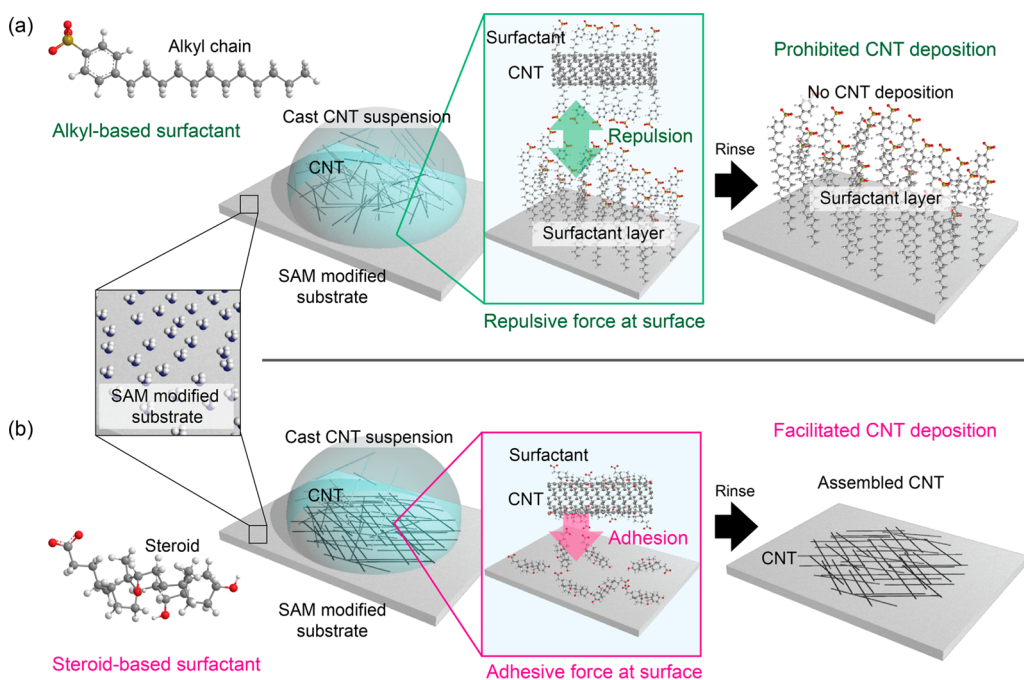 (a)
Alkyl chain
Alkyl-based surfactant
Cast CNT suspension
CNT
SAM modified
substrate
Surfactant
CNT
Repulsion
Surfactant layer
Repulsive force at surface
Rinse
Prohibited CNT deposition
No CNT deposition
Surfactant layer
SAM modified
substrate
(b)
Steroid
Steroid-based surfactant
Cast CNT suspension
CNT
SAM modified
substrate
Surfactant
CNT
Adhesion
Adhesive force at surface
Rinse
Facilitated CNT deposition
Assembled CNT
CNT